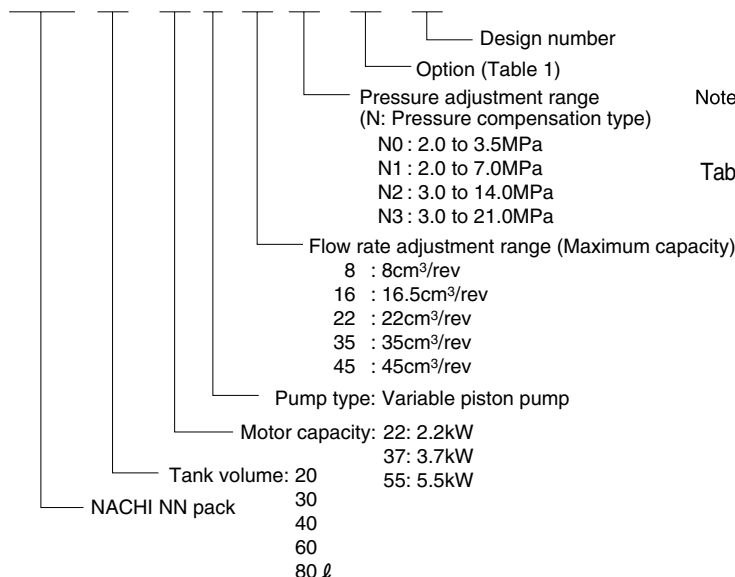 Design number
Option (Table 1)
Pressure adjustment range
Note
(N: Pressure compensation type)
N0 : 2.0 to 3.5MPa
N1 : 2.0 to 7.0MPa
Tab
N2 : 3.0 to 14.0MPa
N3 : 3.0 to 21.0MPa
Flow rate adjustment range (Maximum capacity)
8 : 8cm³/rev
16 : 16.5cm³/rev
22 : 22cm³/rev
35 : 35cm³/rev
45 : 45cm³/rev
Pump type: Variable piston pump
Motor capacity: 22: 2.2kW
37: 3.7kW
55: 5.5kW
Tank volume: 20
30
40
60
80 ℓ
NACHI NN pack